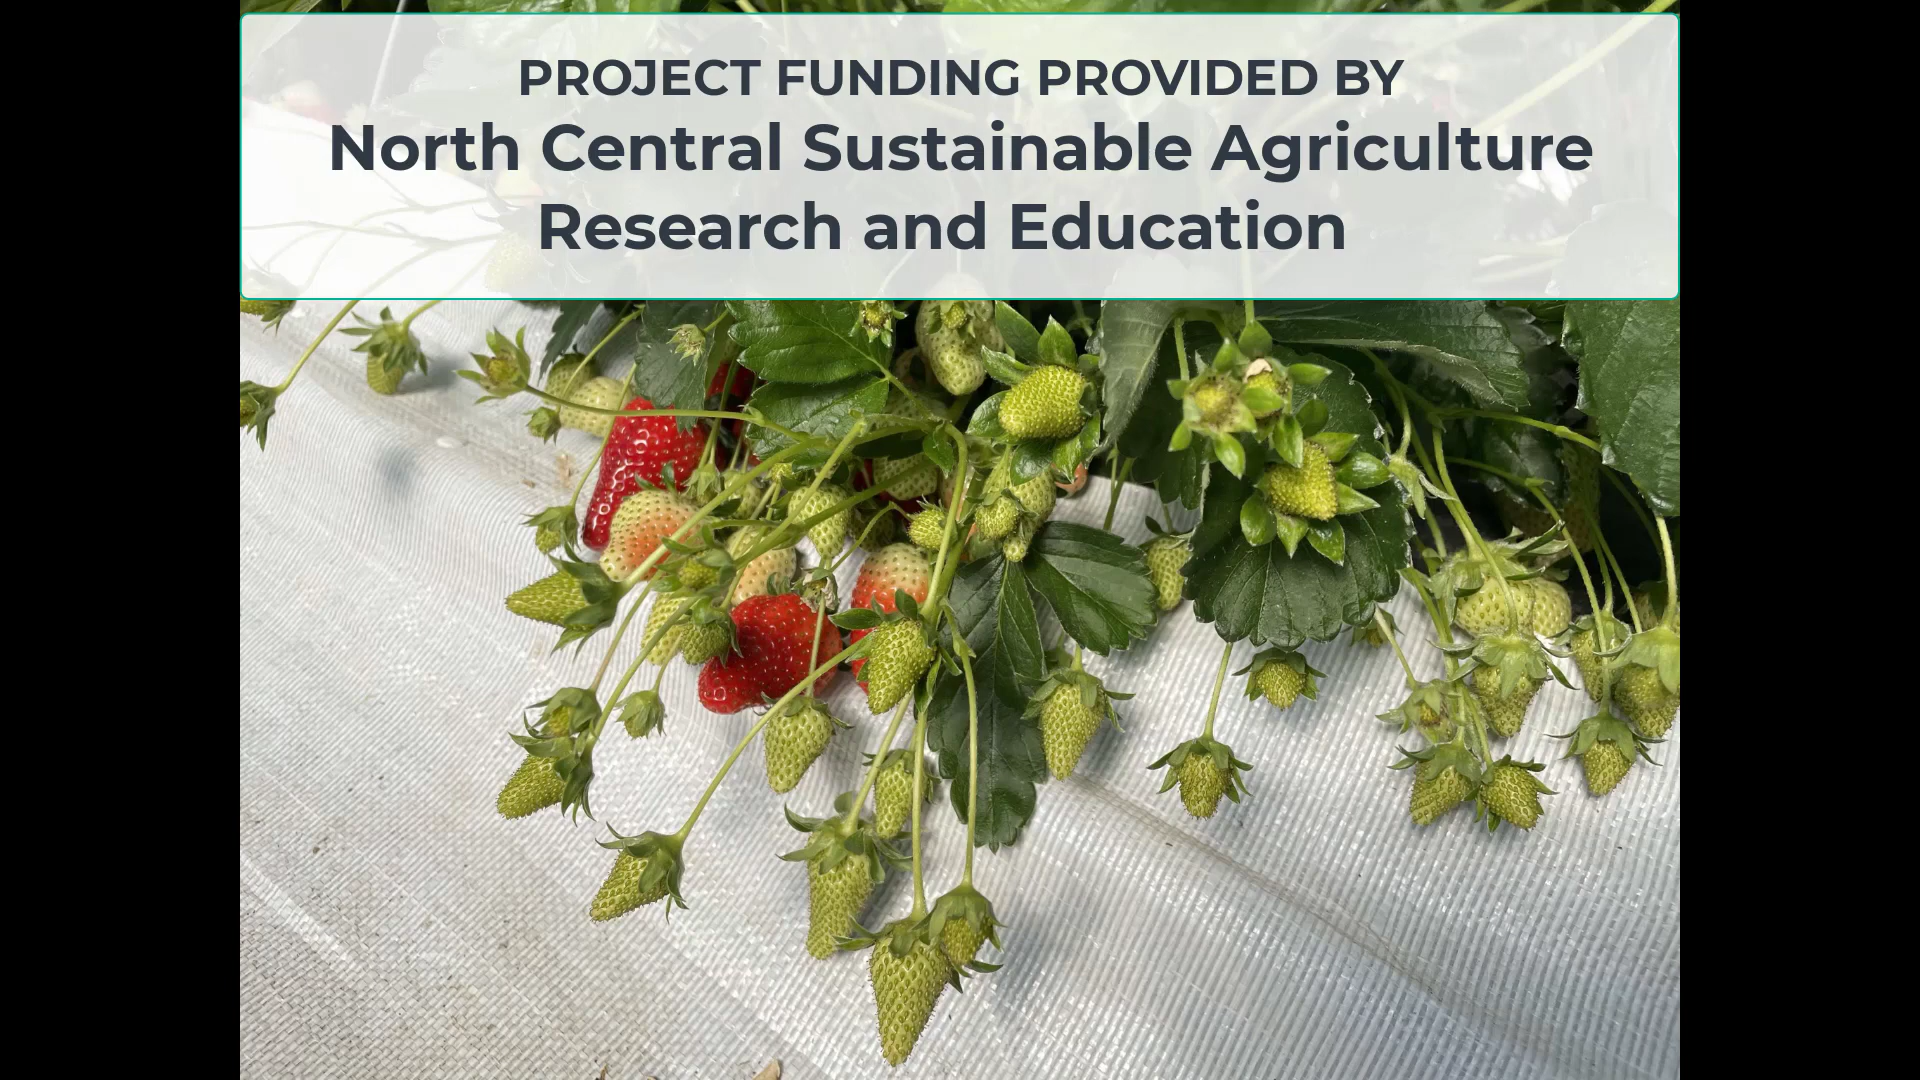 PROJECT FUNDING PROVIDED BY
North Central Sustainable Agriculture
Research and Education